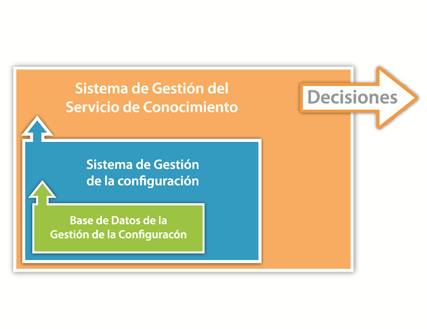 Sistema de Gestión del
Servicio de Conocimiento
Decisiones
Sistema de Gestión
de la configuración
Base de Datos de la
Gestión de la Configuracón